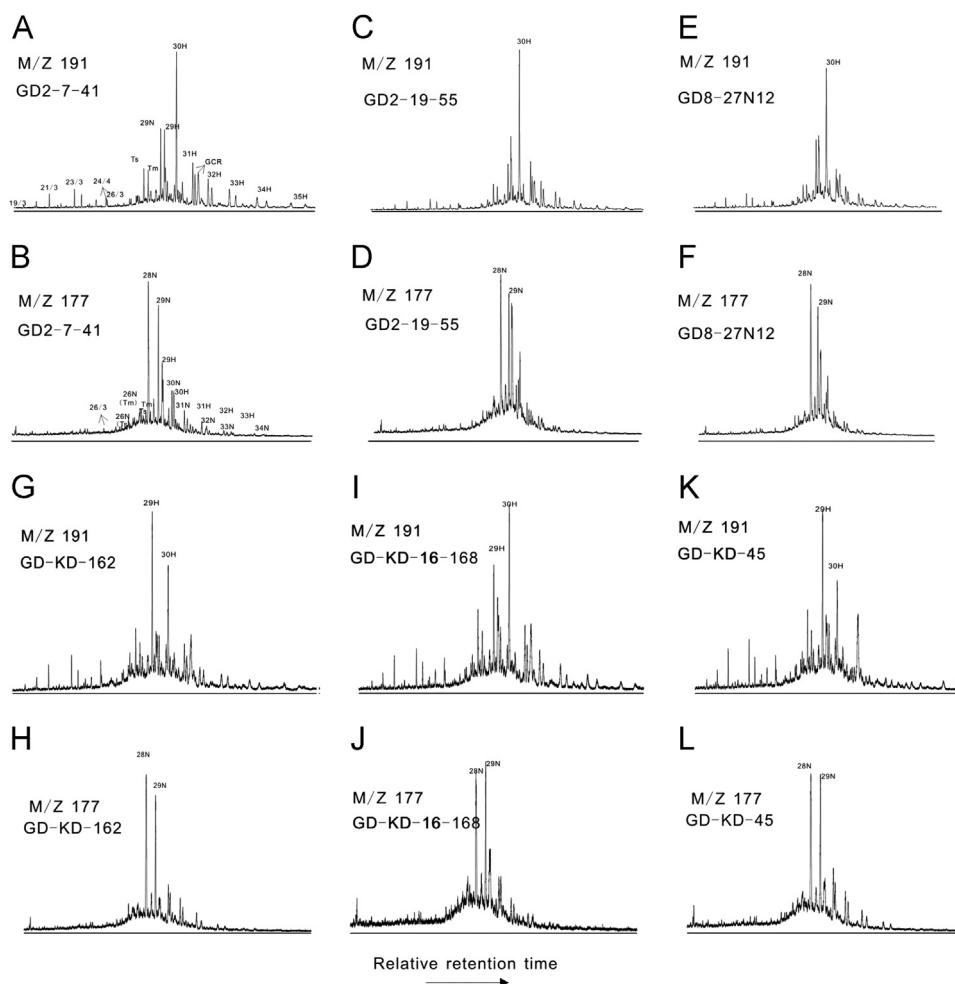 A
M/Z 191
GD2-7-41
30H
29N
29H
Ts
Tm
31H
GCR
32H
33H
34H
35H
19/3
21/3
23/3
24/4
26/3
C
M/Z 191
GD2-19-55
30H
E
M/Z 191
GD8-27N12
30H
B
M/Z 177
GD2-7-41
28N
29N
29H
30N
30H
31N
31H
32N
32H
33N
33H
34N
26/3
26N
(Tm)
26N
Ts
Tm
D
M/Z 177
GD2-19-55
28N
29N
F
M/Z 177
GD8-27N12
28N
29N
G
M/Z 191
GD-KD-162
29H
30H
I
M/Z 191
GD-KD-16-168
29H
30H
K
M/Z 191
GD-KD-45
29H
30H
H
M/Z 177
GD-KD-162
28N
29N
J
M/Z 177
GD-KD-16-168
28N
29N
L
M/Z 177
GD-KD-45
28N
29N
Relative retention time